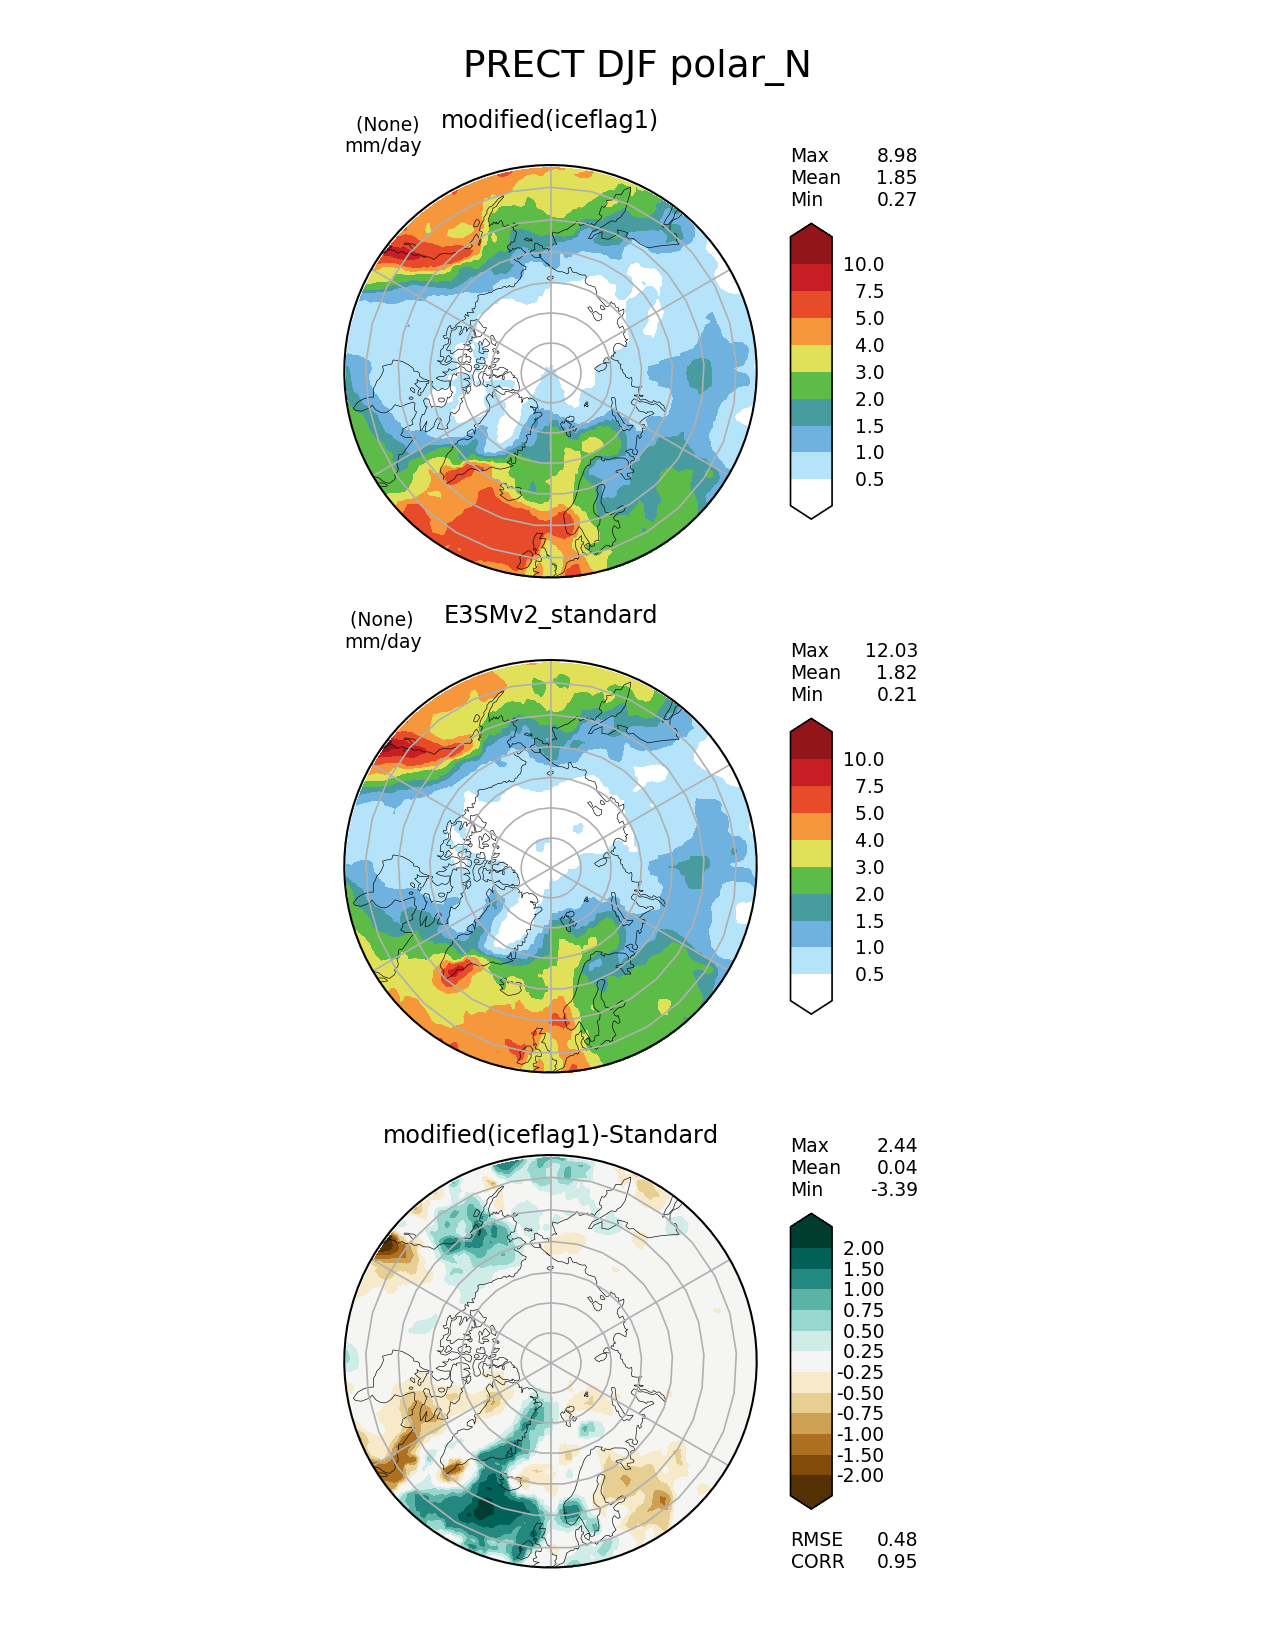 PRECT DJF polar_N
(None)
mm/day
modified(iceflag1)
Max 8.98
Mean 1.85
Min 0.27
10.0
7.5
5.0
4.0
3.0
2.0
1.5
1.0
0.5
(None)
mm/day
E3SMv2_standard
Max 12.03
Mean 1.82
Min 0.21
10.0
7.5
5.0
4.0
3.0
2.0
1.5
1.0
0.5
modified(iceflag1)-Standard
Max 2.44
Mean 0.04
Min -3.39
2.00
1.50
1.00
0.75
0.50
0.25
-0.25
-0.50
-0.75
-1.00
-1.50
-2.00
RMSE 0.48
CORR 0.95